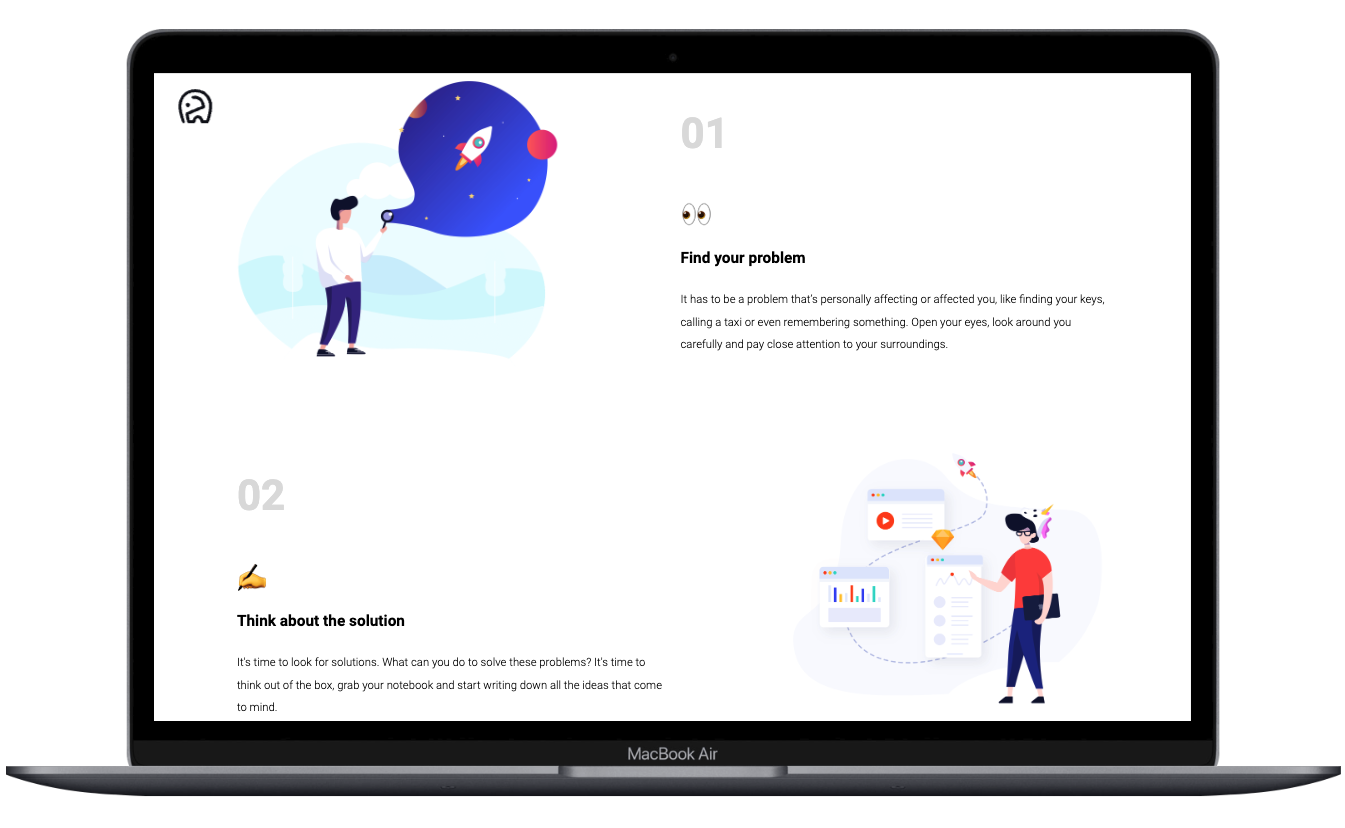 01
Find your problem
It has to be a problem that's personally affecting or affected you, like finding your keys,
calling a taxi or even remembering something. Open your eyes, look around you
carefully and pay close attention to your surroundings.
02
Think about the solution
It's time to look for solutions. What can you do to solve these problems? It's time to
think out of the box, grab your notebook and start writing down all the ideas that come
to mind.
MacBook Air